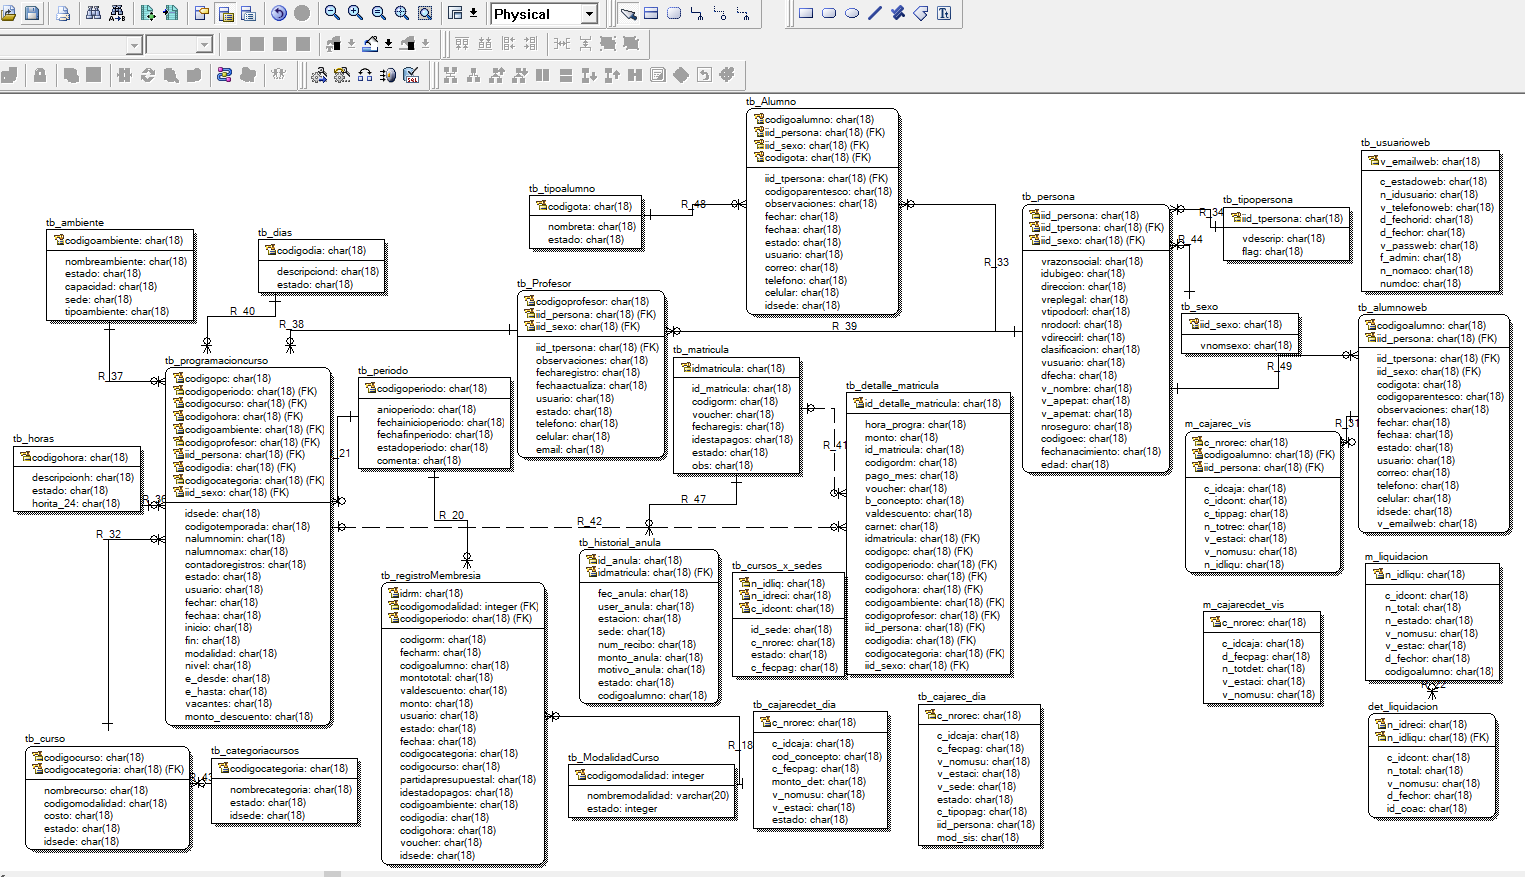 Physical
tb_Alumno
codigoalumno: char(18)
iid_persona: char(18) (FK)
iid_sexo: char(18) (FK)
codigota: char(18) (FK)
iid_tpersona: char(18) (FK)
codigoparentesco: char(18)
observaciones: char(18)
fechar: char(18)
fechaa: char(18)
estado: char(18)
usuario: char(18)
correo: char(18)
telefono: char(18)
celular: char(18)
idsede: char(18)
tb_usuarioweb
v_emailweb: char(18)
c_estadoweb: char(18)
n_idusuario: char(18)
v_telefonoweb: char(18)
d_fechorid: char(18)
d_fechor: char(18)
v_passweb: char(18)
f_admin: char(18)
n_nomaco: char(18)
numdoc: char(18)
tb_tipoalumno
codigota: char(18)
nombreta: char(18)
estado: char(18)
R_48
tb_persona
iid_persona: char(18)
iid_tpersona: char(18) (FK)
iid_sexo: char(18) (FK)
vrazonsocial: char(18)
idubigeo: char(18)
direccion: char(18)
vreplegal: char(18)
vtipodocrl: char(18)
nrodocrl: char(18)
vdireccirl: char(18)
clasificacion: char(18)
vusuario: char(18)
dfecha: char(18)
v_nombre: char(18)
v_apepat: char(18)
v_apemat: char(18)
nroseguro: char(18)
codigoec: char(18)
fechanacimiento: char(18)
edad: char(18)
R_34
R_44
tb_tipopersona
iid_tpersona: char(18)
vdescrip: char(18)
flag: char(18)
tb_ambiente
codigoambiente: char(18)
nombreambiente: char(18)
estado: char(18)
capacidad: char(18)
sede: char(18)
tipoambiente: char(18)
tb_dias
codigodia: char(18)
descripciond: char(18)
estado: char(18)
R_40
R_38
R_33
R_39
tb_Profesor
codigoprofesor: char(18)
iid_persona: char(18) (FK)
iid_sexo: char(18) (FK)
iid_tpersona: char(18) (FK)
observaciones: char(18)
fecharegistro: char(18)
fechaactualiza: char(18)
usuario: char(18)
estado: char(18)
telefono: char(18)
celular: char(18)
email: char(18)
tb_sexo
iid_sexo: char(18)
vnomsexo: char(18)
R_49
tb_alumnoweb
codigoalumno: char(18)
iid_persona: char(18) (FK)
iid_tpersona: char(18) (FK)
iid_sexo: char(18) (FK)
codigota: char(18)
codigoparentesco: char(18)
observaciones: char(18)
fechar: char(18)
fechaa: char(18)
estado: char(18)
usuario: char(18)
correo: char(18)
telefono: char(18)
celular: char(18)
idsede: char(18)
v_emailweb: char(18)
R_37
tb_programacioncurso
codigopc: char(18)
codigoperiodo: char(18) (FK)
codigocurso: char(18) (FK)
codigohora: char(18) (FK)
codigoambiente: char(18) (FK)
codigoprofesor: char(18) (FK)
iid_persona: char(18) (FK)
codigodia: char(18) (FK)
codigocategoria: char(18) (FK)
iid_sexo: char(18) (FK)
idsede: char(18)
codigotemporada: char(18)
nalumnomin: char(18)
nalumnomax: char(18)
contadoregistros: char(18)
estado: char(18)
usuario: char(18)
fechar: char(18)
fechaa: char(18)
inicio: char(18)
fin: char(18)
modalidad: char(18)
nivel: char(18)
e_desde: char(18)
e_hasta: char(18)
vacantes: char(18)
monto_descuento: char(18)
tb_periodo
codigoperiodo: char(18)
anioperiodo: char(18)
fechainicioperiodo: char(18)
fechafinperiodo: char(18)
estadoperiodo: char(18)
comenta: char(18)
21
R_20
tb_matricula
idmatricula: char(18)
id_matricula: char(18)
codigorm: char(18)
voucher: char(18)
fecharegis: char(18)
idestapagos: char(18)
estado: char(18)
obs: char(18)
R_41
R_47
R_42
tb_detalle_matricula
id_detalle_matricula: char(18)
hora_progra: char(18)
monto: char(18)
id_matricula: char(18)
codigordm: char(18)
pago_mes: char(18)
voucher: char(18)
b_concepto: char(18)
valdescuento: char(18)
carnet: char(18)
idmatricula: char(18) (FK)
codigopc: char(18) (FK)
codigoperiodo: char(18) (FK)
codigocurso: char(18) (FK)
codigohora: char(18) (FK)
codigoambiente: char(18) (FK)
codigoprofesor: char(18) (FK)
iid_persona: char(18) (FK)
codigodia: char(18) (FK)
codigocategoria: char(18) (FK)
iid_sexo: char(18) (FK)
m_cajarec_vis
c_nrorec: char(18)
codigoalumno: char(18) (FK)
iid_persona: char(18) (FK)
c_idcaja: char(18)
c_idcont: char(18)
c_tippag: char(18)
n_totrec: char(18)
v_estaci: char(18)
v_nomusu: char(18)
n_idliqu: char(18)
R_31
tb_horas
codigohora: char(18)
descripcionh: char(18)
estado: char(18)
horita_24: char(18)
R_36
R_32
tb_historial_anula
id_anula: char(18)
idmatricula: char(18) (FK)
fec_anula: char(18)
user_anula: char(18)
estacion: char(18)
sede: char(18)
num_recibo: char(18)
monto_anula: char(18)
motivo_anula: char(18)
estado: char(18)
codigoalumno: char(18)
tb_cursos_x_sedes
n_idliq: char(18)
n_idreci: char(18)
c_idcont: char(18)
id_sede: char(18)
c_nrorec: char(18)
estado: char(18)
c_fecpag: char(18)
m_liquidacion
n_idliqu: char(18)
c_idcont: char(18)
n_total: char(18)
n_estado: char(18)
v_nomusu: char(18)
v_estac: char(18)
d_fechor: char(18)
codigoalumno: char(18)
tb_registroMembresia
idrm: char(18)
codigomodalidad: integer (FK)
codigoperiodo: char(18) (FK)
codigorm: char(18)
fecharm: char(18)
codigoalumno: char(18)
montototal: char(18)
valdescuento: char(18)
monto: char(18)
usuario: char(18)
estado: char(18)
fechaa: char(18)
codigocategoria: char(18)
codigocurso: char(18)
partidapresupestal: char(18)
idestadopagos: char(18)
codigoambiente: char(18)
codigodia: char(18)
codigohora: char(18)
voucher: char(18)
idsede: char(18)
m_cajarecdet_vis
c_nrorec: char(18)
c_idcaja: char(18)
d_fecpag: char(18)
n_totdet: char(18)
v_estaci: char(18)
v_nomusu: char(18)
det_liquidacion
n_idreci: char(18)
n_idliqu: char(18) (FK)
c_idcont: char(18)
n_total: char(18)
v_nomusu: char(18)
d_fechor: char(18)
id_coac: char(18)
tb_cajarecdet_dia
c_nrorec: char(18)
c_idcaja: char(18)
cod_concepto: char(18)
c_fecpag: char(18)
monto_det: char(18)
v_nomusu: char(18)
v_estaci: char(18)
estado: char(18)
tb_cajarec_dia
c_nrorec: char(18)
c_idcaja: char(18)
c_fecpag: char(18)
v_nomusu: char(18)
v_estaci: char(18)
v_sede: char(18)
estado: char(18)
c_tipopag: char(18)
iid_persona: char(18)
mod_sis: char(18)
R_18
tb_ModalidadCurso
codigomodalidad: integer
nombremodalidad: varchar(20)
estado: integer
tb_curso
codigocurso: char(18)
codigocategoria: char(18) (FK)
nombrecurso: char(18)
codigomodalidad: char(18)
costo: char(18)
estado: char(18)
idsede: char(18)
tb_categoriacursos
codigocategoria: char(18)
nombrecategoria: char(18)
estado: char(18)
idsede: char(18)